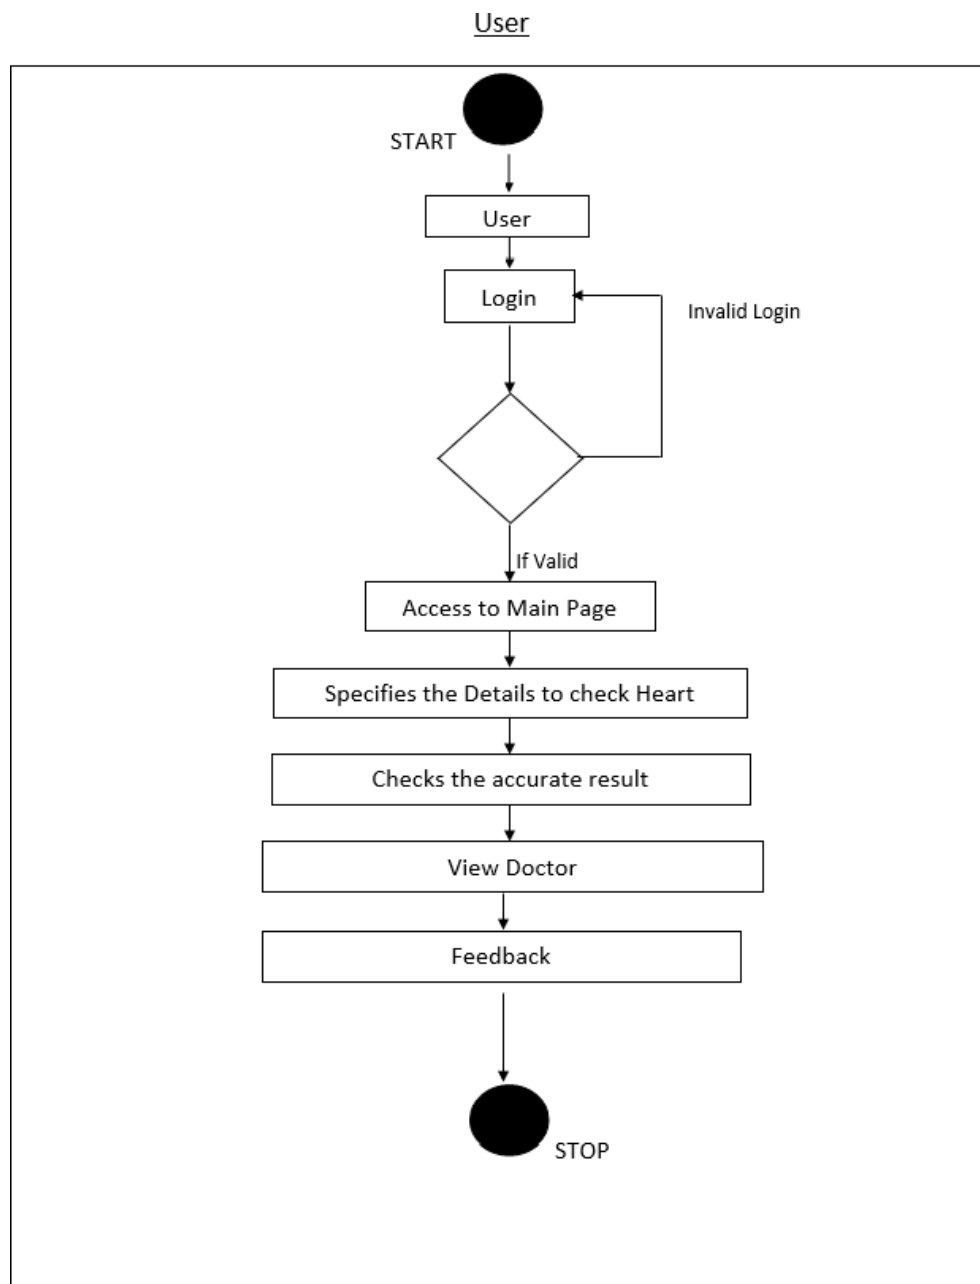 User
START
User
Login
Invalid Login
If Valid
Access to Main Page
Specifies the Details to check Heart
Checks the accurate result
View Doctor
Feedback
STOP